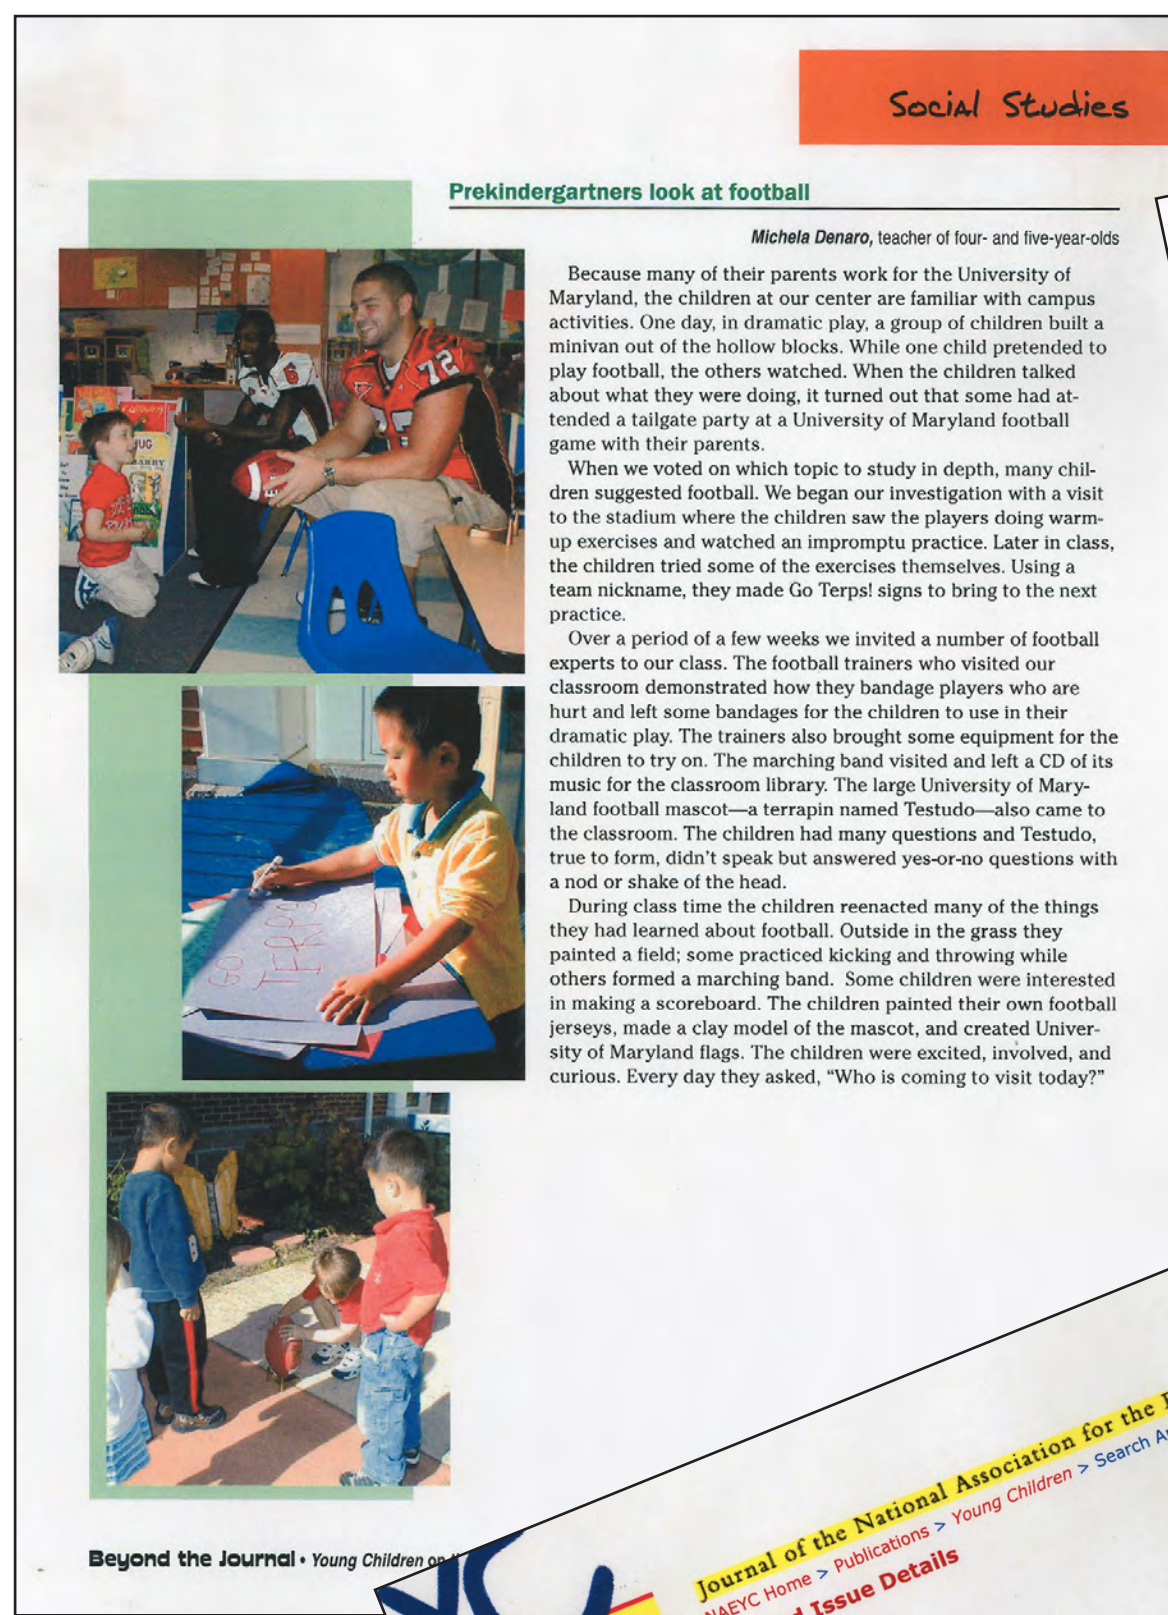 Social Studies
Prekindergartners look at football
Michela Denaro, teacher of four- and five-year-olds
Because many of their parents work for the University of
Maryland, the children at our center are familiar with campus
activities. One day, in dramatic play, a group of children built a
minivan out of the hollow blocks. While one child pretended to
play football, the others watched. When the children talked
about what they were doing, it turned out that some had at-
tended a tailgate party at a University of Maryland football
game with their parents.
When we voted on which topic to study in depth, many chil-
dren suggested football. We began our investigation with a visit
to the stadium where the children saw the players doing warm-
up exercises and watched an impromptu practice. Later in class,
the children tried some of the exercises themselves. Using a
team nickname, they made Go Terps! signs to bring to the next
practice.
Over a period of a few weeks we invited a number of football
experts to our class. The football trainers who visited our
classroom demonstrated how they bandage players who are
hurt and left some bandages for the children to use in their
dramatic play. The trainers also brought some equipment for the
children to try on. The marching band visited and left a CD of its
music for the classroom library. The large University of Mary-
land football mascot—a terrapin named Testudo—also came to
the classroom. The children had many questions and Testudo,
true to form, didn't speak but answered yes-or-no questions with
a nod or shake of the head.
During class time the children reenacted many of the things
they had learned about football. Outside in the grass they
painted a field; some practiced kicking and throwing while
others formed a marching band. Some children were interested
in making a scoreboard. The children painted their own football
jerseys, made a clay model of the mascot, and created Univer-
sity of Maryland flags. The children were excited, involved, and
curious. Every day they asked, “Who is coming to visit today?”
72
6
GO
TERPS
Beyond the Journal • Young Children on
Journal of the National Association for the
NAEYC Home > Publications > Young Children > Search
Issue Details